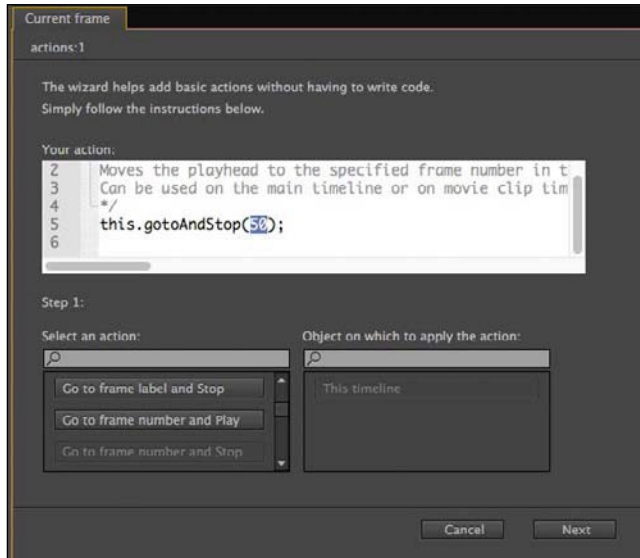 Current frame
actions:1
The wizard helps add basic actions without having to write code.
Simply follow the instructions below.
Your action:
2 Moves the playhead to the specified frame number in t
3 Can be used on the main timeline or on movie clip tim
4 */
5 this.gotoAndStop(50);
6
Step 1:
Select an action: Object on which to apply the action:
Go to frame label and Stop This timeline
Go to frame number and Play
Go to frame number and Stop
Cancel Next